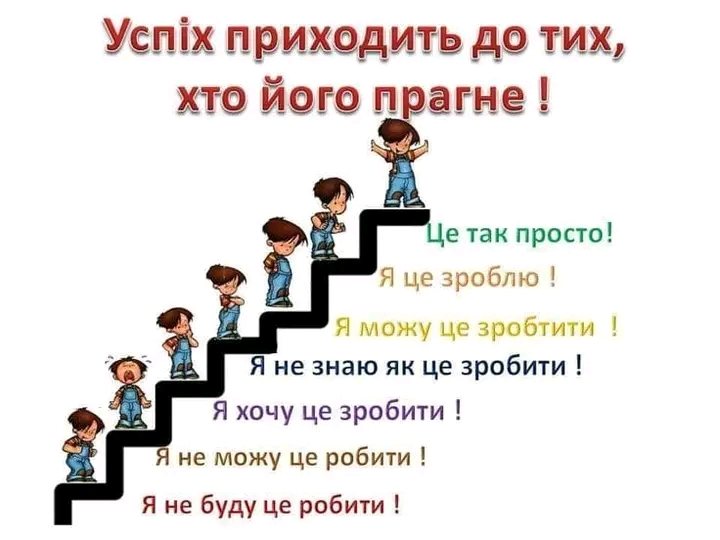 Успіх приходить до тих,
хто його прагне !
Це так просто!
Я це зроблю !
Я можу це зробтити !
Я не знаю як це зробити !
Я хочу це зробити !
Я не можу це робити !
Я не буду це робити !